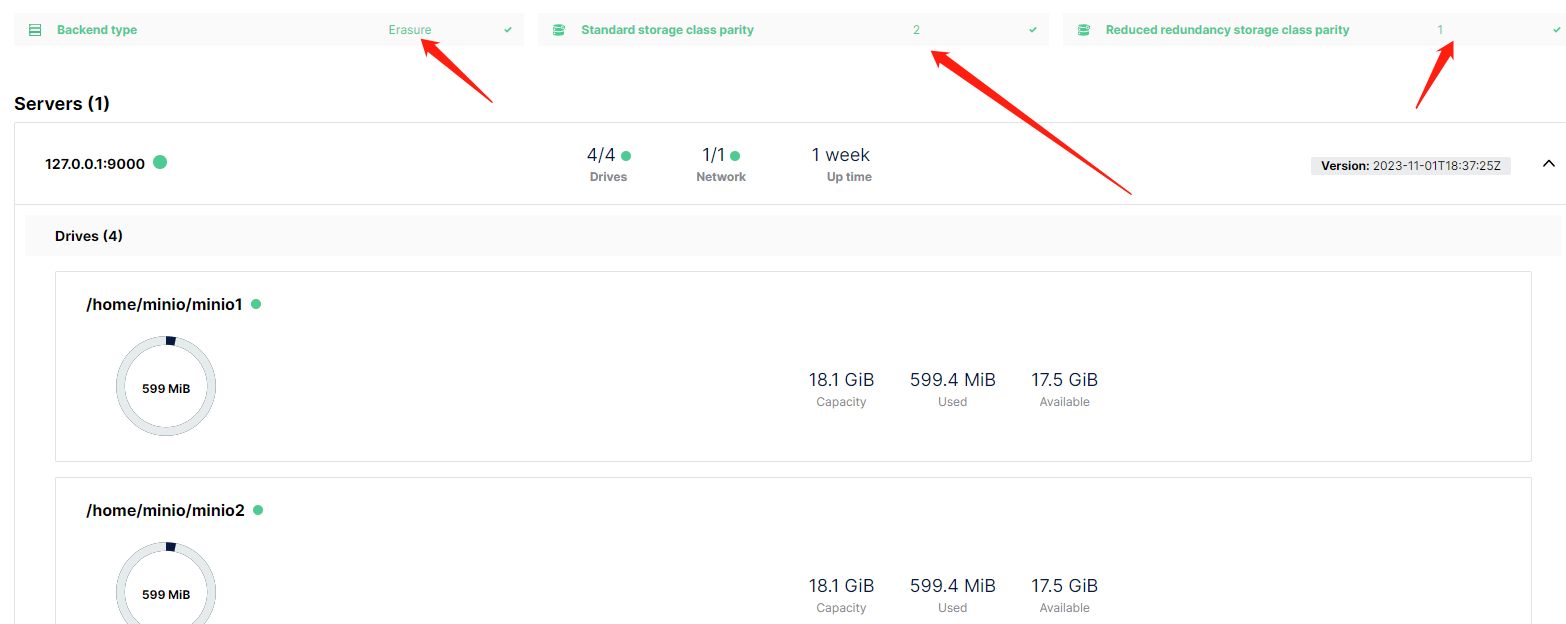 Backend type Erasure Standard storage class parity 2 Reduced redundancy storage class parity 1
Servers (1)
127.0.0.1:9000 4/4 1/1 1 week Version: 2023-11-01T18:37:25Z
Drives Network Up time
Drives (4)
/home/minio/minio1
599 MiB
18.1 GiB 599.4 MiB 17.5 GiB
Capacity Used Available
/home/minio/minio2
599 MiB
18.1 GiB 599.4 MiB 17.5 GiB
Capacity Used Available